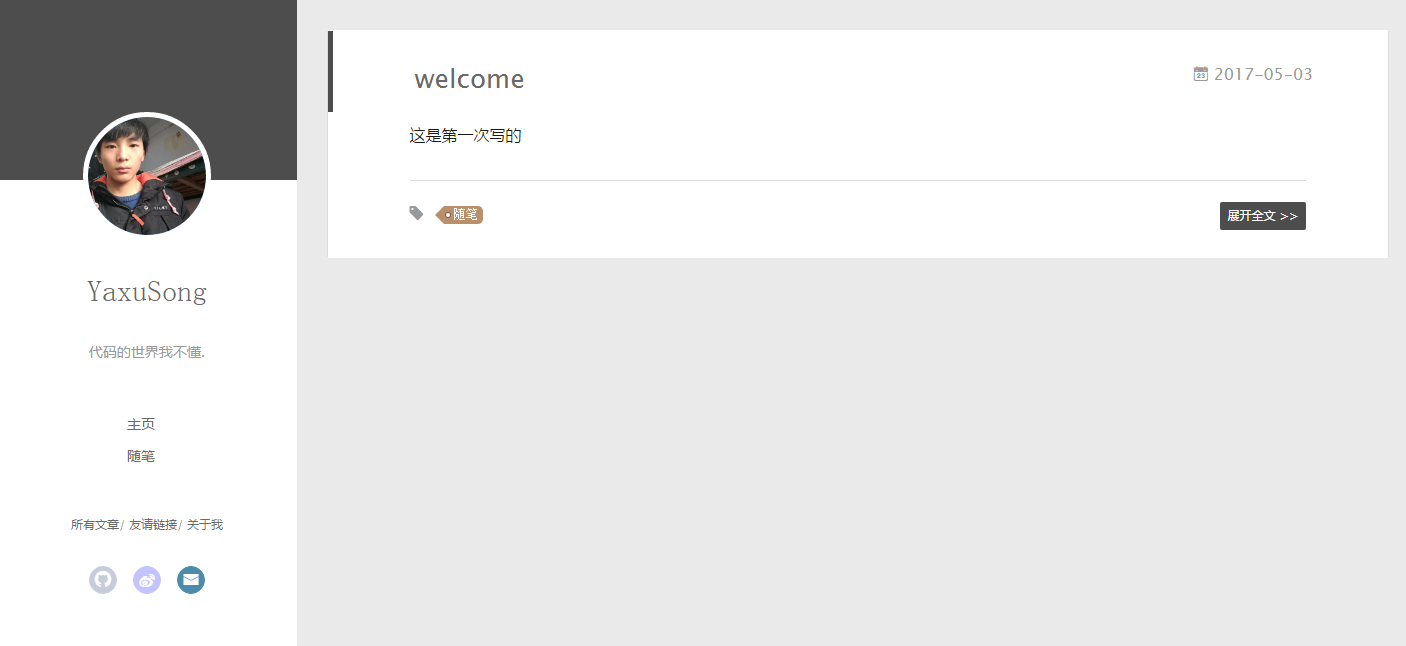 YaxuSong
代码的世界我不懂.
主页
随笔
所有文章/ 友请链接/ 关于我
welcome
23 2017-05-03
这是第一次写的
随笔
展开全文 >>